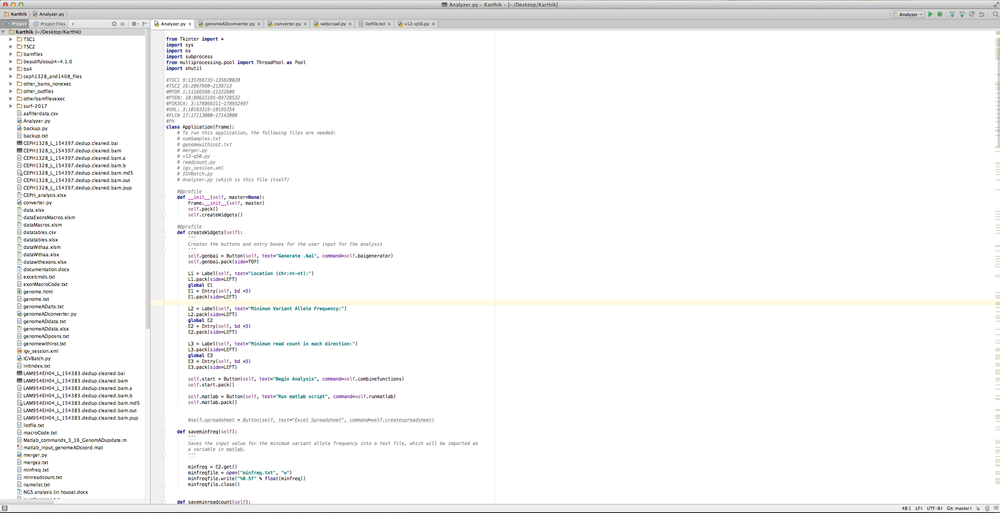 Analyzer.py - Karthik - [~/Desktop/Karthik]
Karthik
Analyzer.py
Analyzer
VCS
VCS
Project
Project Files
Analyzer.py
genomeADconverter.py
converter.py
webcrawl.py
listfile.txt
v12-q50.py
Karthik (~/Desktop/Karthik)
TSC1
TSC2
bamfiles
beautifulsoup4-4.1.0
bs4
ceph1328_and1408_files
other_bams_nonexec
other_outfiles
otherbamfilesexec
surf-2017
aafilterdata.csv
Analyzer.py
backup.py
backup.txt
CEPH1328_L_154397.dedup.cleaned.bai
CEPH1328_L_154397.dedup.cleaned.bam
CEPH1328_L_154397.dedup.cleaned.bam.a
CEPH1328_L_154397.dedup.cleaned.bam.b
CEPH1328_L_154397.dedup.cleaned.bam.md5
CEPH1328_L_154397.dedup.cleaned.bam.out
CEPH1328_L_154397.dedup.cleaned.bam.pup
CEPH_analysis.xlsx
converter.py
data.xlsx
dataExonsMacros.xlsm
dataMacros.xlsm
datatables.csv
datatables.xlsx
dataWithaa.xlsm
dataWithaa.xlsx
datawithexons.xlsx
documentation.docx
excelcmds.txt
exonMacroCode.txt
genome.html
genome.txt
genomeADalts.txt
genomeADconverter.py
genomeADdata.txt
genomeADdata.xlsx
genomeADposns.txt
genomewithinst.txt
igv_session.xml
IGVBatch.py
initindex.txt
LAM954EH04_L_154383.dedup.cleaned.bai
LAM954EH04_L_154383.dedup.cleaned.bam
LAM954EH04_L_154383.dedup.cleaned.bam.a
LAM954EH04_L_154383.dedup.cleaned.bam.b
LAM954EH04_L_154383.dedup.cleaned.bam.md5
LAM954EH04_L_154383.dedup.cleaned.bam.out
LAM954EH04_L_154383.dedup.cleaned.bam.pup
listfile.txt
macroCode.txt
Matlab_commands_3_16_GenomADupdate.m
matlab_input_genomeADcoord.mat
merger.py
mergez.txt
minfreq.txt
minreadcount.txt
namelist.txt
NGS analysis (in house).docx
from Tkinter import *
import sys
import os
import subprocess
from multiprocessing.pool import ThreadPool as Pool
import shutil
#TSC1 9:135766735-135820020
#TSC2 16:2097990-2138713
#MTOR 1:11166588-11322608
#PTEN: 10:89623195-89728532
#PIK3CA: 3:178866311-178952497
#VHL: 3:10183319-10195354
#FLCN 17:17113000-17143000
#FH
class Application(Frame):
# To run this application, the following files are needed:
# numSamples.txt
# genomewithinst.txt
# merger.py
# v12-q50.py
# readcount.py
# igv_session.xml
# IGVBatch.py
# Analyzer.py (which is this file itself)
#@profile
def __init__(self, master=None):
Frame.__init__(self, master)
self.pack()
self.createWidgets()
#@profile
def createWidgets(self):
'''
Creates the buttons and entry boxes for the user input for the analysis
'''
self.genbai = Button(self, text="Generate .bai", command=self.baigenerator)
self.genbai.pack(side=TOP)
L1 = Label(self, text="Location (chr:nt-nt):")
L1.pack(side=LEFT)
global E1
E1 = Entry(self, bd =5)
E1.pack(side=LEFT)
L2 = Label(self, text="Minimum Variant Allele Frequency:")
L2.pack(side=LEFT)
global E2
E2 = Entry(self, bd =5)
E2.pack(side=LEFT)
L3 = Label(self, text="Minimum read count in each direction:")
L3.pack(side=LEFT)
global E3
E3 = Entry(self, bd =5)
E3.pack(side=LEFT)
self.start = Button(self, text="Begin Analysis", command=self.combinefunctions)
self.start.pack()
self.matlab = Button(self, text="Run matlab script", command=self.runmatlab)
self.matlab.pack()
#self.spreadsheet = Button(self, text="Excel Spreadsheet", command=self.createspreadsheet)
def saveminfreq(self):
'''
Saves the input value for the minimum variant allele frequency into a text file, which will be imported as
a variable in matlab.
'''
minfreq = E2.get()
minfreqfile = open("minfreq.txt", "w")
minfreqfile.write("%0.5f" % float(minfreq))
minfreqfile.close()
def saveminreadcount(self):
48:1 LF UTF-8 Git: master